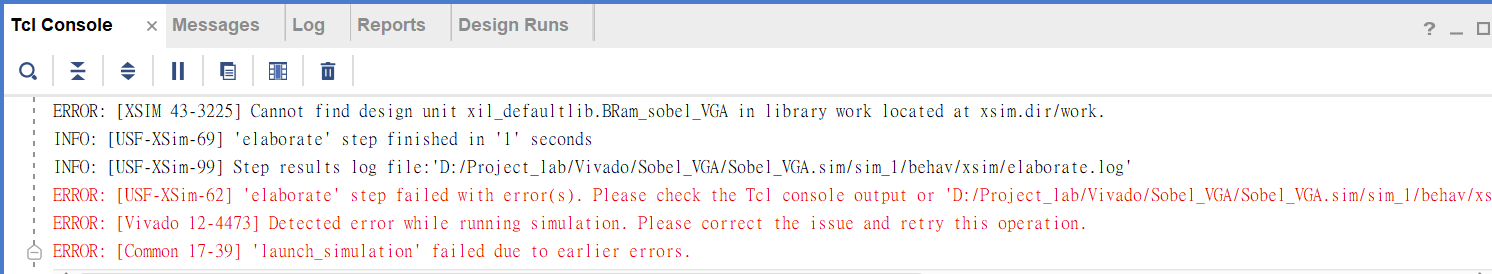 Tcl Console × Messages Log Reports Design Runs
? _
ERROR: [XSIM 43-3225] Cannot find design unit xil_defaultlib.BRam_sobel_VGA in library work located at xsim.dir/work.
INFO: [USF-XSim-69] 'elaborate' step finished in '1' seconds
INFO: [USF-XSim-99] Step results log file:'D:/Project_lab/Vivado/Sobel_VGA/Sobel_VGA.sim/sim_1/behav/xsim/elaborate.log'
ERROR: [USF-XSim-62] 'elaborate' step failed with error(s). Please check the Tcl console output or 'D:/Project_lab/Vivado/Sobel_VGA/Sobel_VGA.sim/sim_1/behav/xs
ERROR: [Vivado 12-4473] Detected error while running simulation. Please correct the issue and retry this operation.
ERROR: [Common 17-39] 'launch_simulation' failed due to earlier errors.